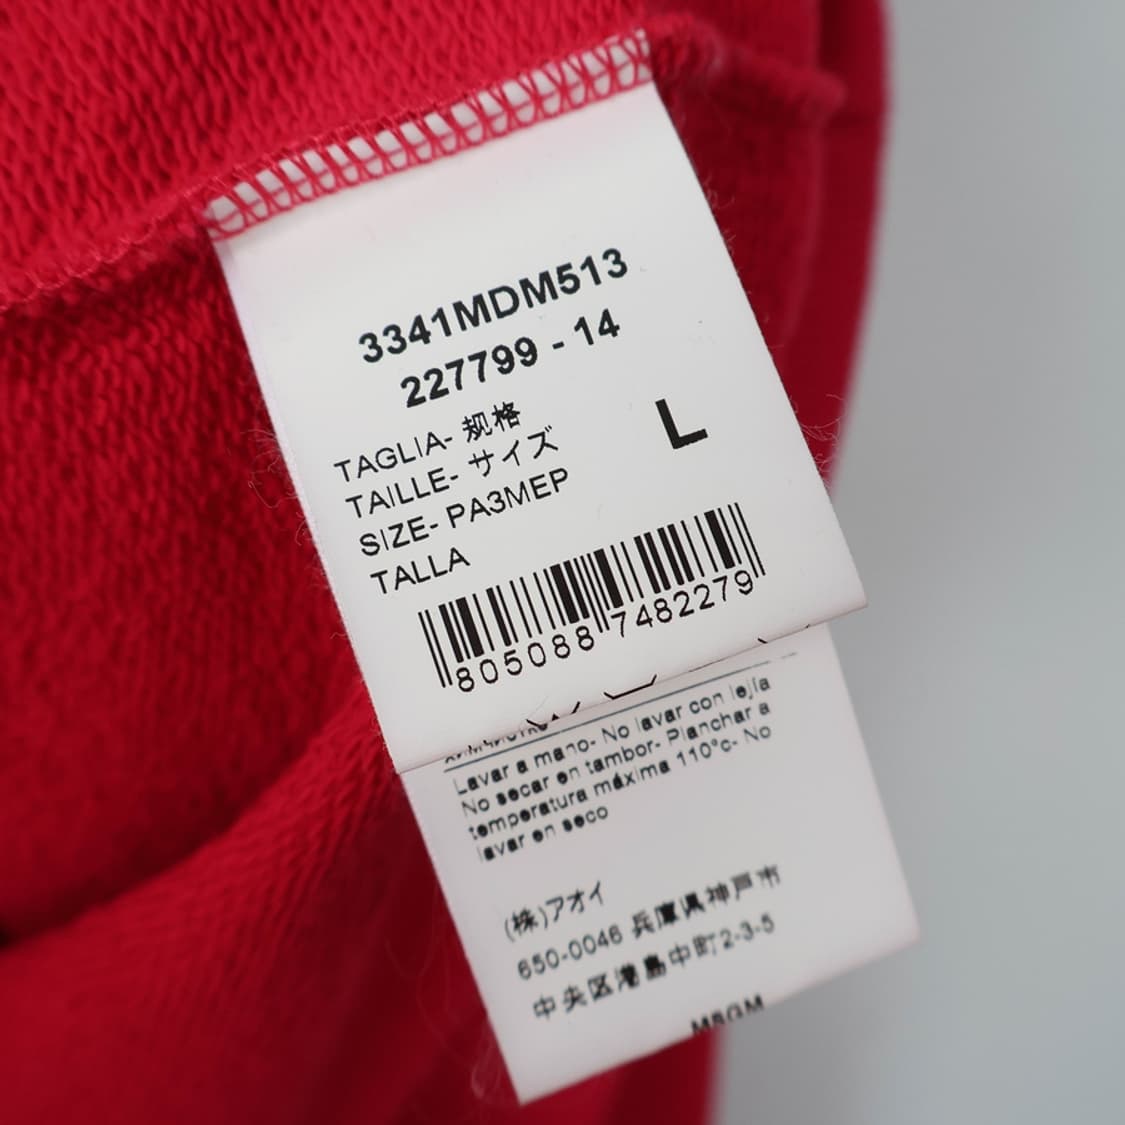 3341MDM513
227799 - 14
TAGLIA- 规格
TAILLE- サイズ
SIZE- PA3MEP
TALLA
L
8050887482279
Lavar a mano- No lavar con lejía
No secar en tambor- Planchar a
temperatura máxima 110°c- No
lavar en seco
(株)アオイ
650-0046 兵庫県神戸市
中央区港島中町2-3-5
MSGM